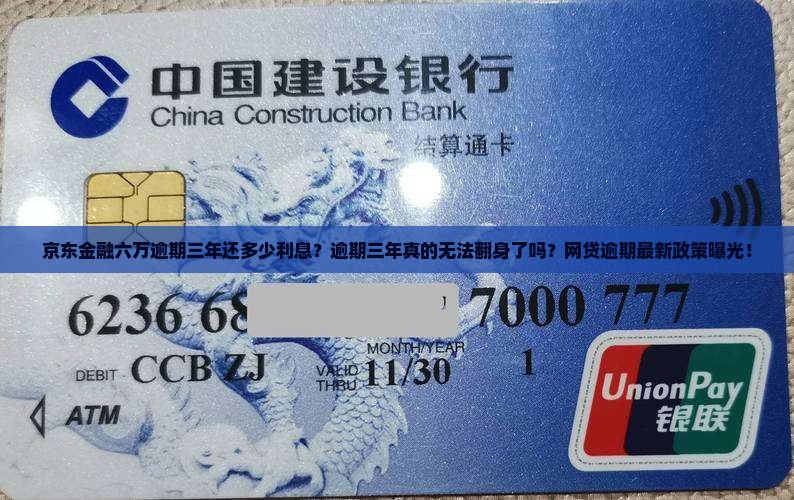 中国建设银行
China Construction Bank
结算通卡
京东金融六万逾期三年还多少利息？逾期三年真的无法翻身了吗？网贷逾期最新政策曝光！
6236 68 7000 777
DEBIT CCB ZJ
MONTH/YEAR
VALID THRU 11/30 1
ATM
UnionPay
银联